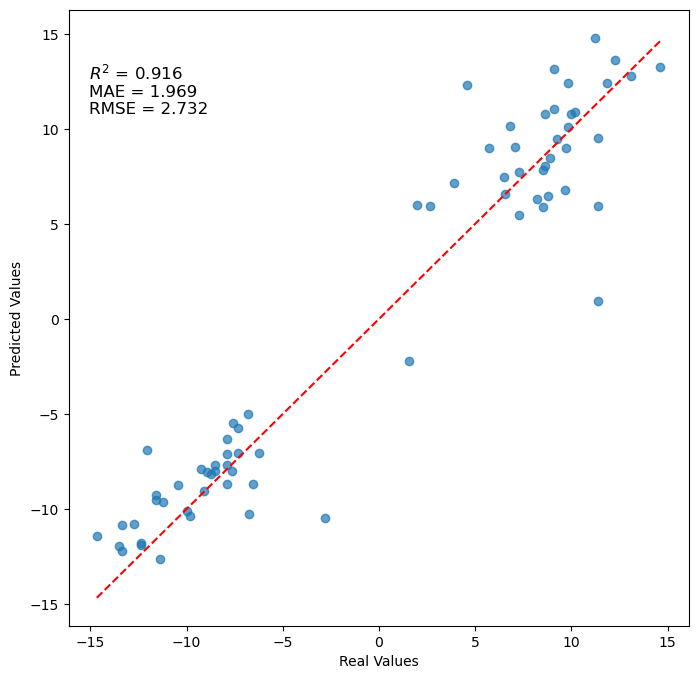 R² = 0.916
MAE = 1.969
RMSE = 2.732
15
10
5
0
−5
−10
−15
Predicted Values
−15 −10 −5 0 5 10 15
Real Values